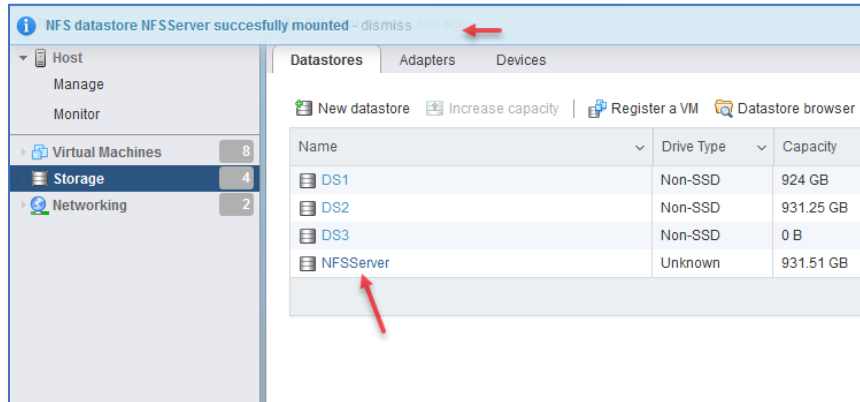 NFS datastore NFSServer succesfully mounted - dismiss
Host
Manage
Monitor
Virtual Machines 8
Storage 4
Networking 2
Datastores Adapters Devices
New datastore Increase capacity Register a VM Datastore browser
Name Drive Type Capacity
DS1 Non-SSD 924 GB
DS2 Non-SSD 931.25 GB
DS3 Non-SSD 0 B
NFSServer Unknown 931.51 GB